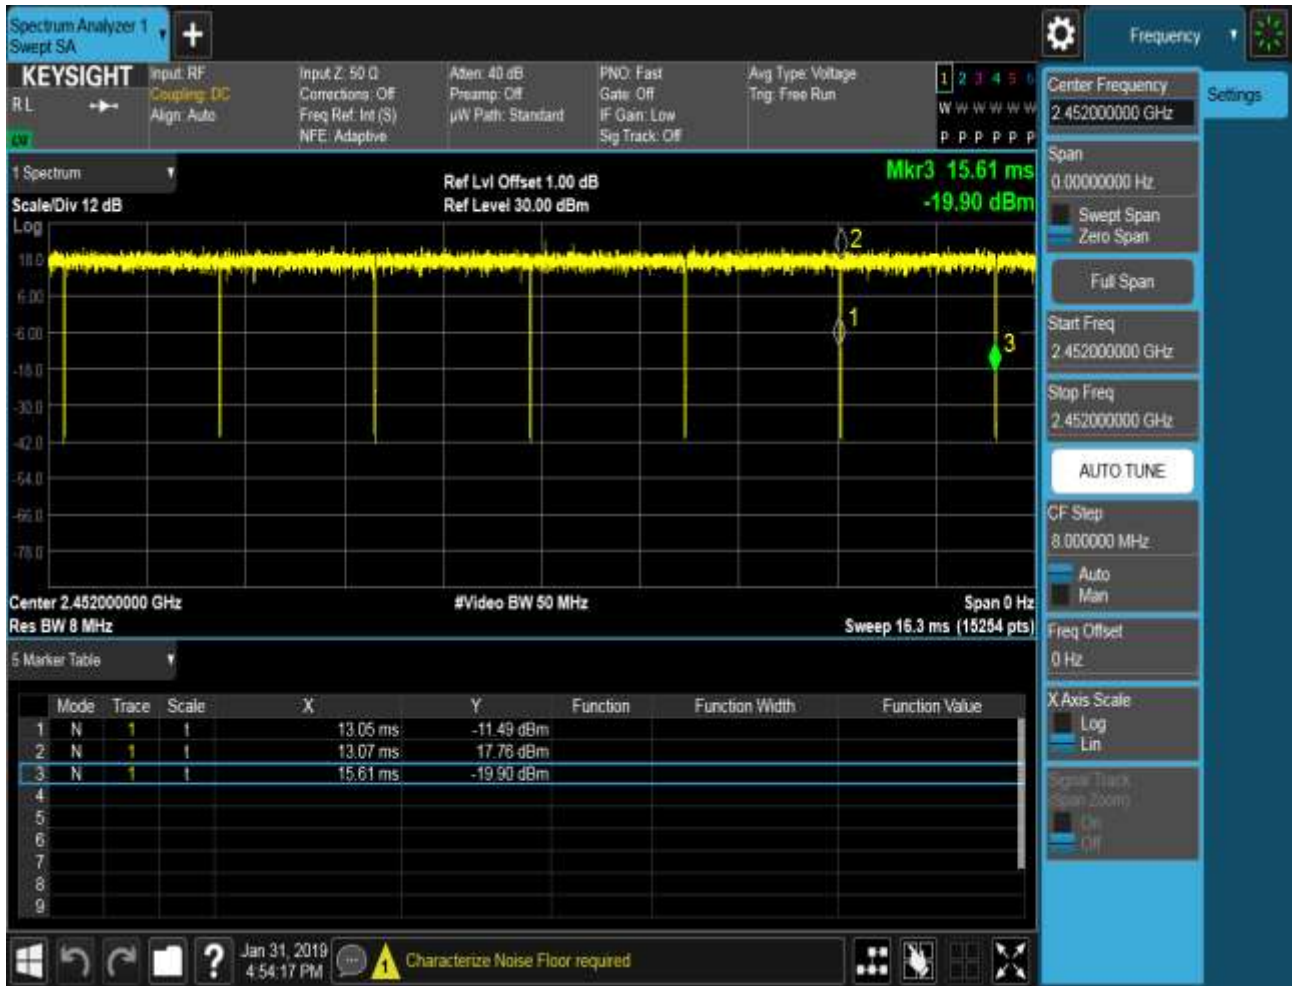 Spectrum Analyzer 1
Swept SA
Frequency
KEYSIGHT
R L
Input: RF
Coupling: DC
Align: Auto
Input Z: 50 Ω
Corrections: Off
Freq Ref: Int (S)
NFE: Adaptive
Atten: 40 dB
Preamp: Off
µW Path: Standard
PNO: Fast
Gate: Off
IF Gain: Low
Sig Track: Off
Avg Type: Voltage
Trig: Free Run
1 2 3 4 5 6
W W W W W W
P P P P P P
1 Spectrum
Scale/Div 12 dB
Ref Lvl Offset 1.00 dB
Ref Level 30.00 dBm
Mkr3 15.61 ms
-19.90 dBm
Log
18.0
6.00
-6.00
-18.0
-30.0
-42.0
-54.0
-66.0
-78.0
2
1
3
Center 2.452000000 GHz
#Video BW 50 MHz
Span 0 Hz
Res BW 8 MHz
Sweep 16.3 ms (15254 pts)
5 Marker Table
Mode Trace Scale X Y Function Function Width Function Value
1 N 1 t 13.05 ms -11.49 dBm
2 N 1 t 13.07 ms 17.76 dBm
3 N 1 t 15.61 ms -19.90 dBm
4
5
6
7
8
9
Center Frequency
2.452000000 GHz
Settings
Span
0.00000000 Hz
Swept Span
Zero Span
Full Span
Start Freq
2.452000000 GHz
Stop Freq
2.452000000 GHz
AUTO TUNE
CF Step
8.000000 MHz
Auto
Man
Freq Offset
0 Hz
X Axis Scale
Log
Lin
Signal Track
(Span Zoom)
On
Off
?
Jan 31, 2019
4:54:17 PM
1
Characterize Noise Floor required